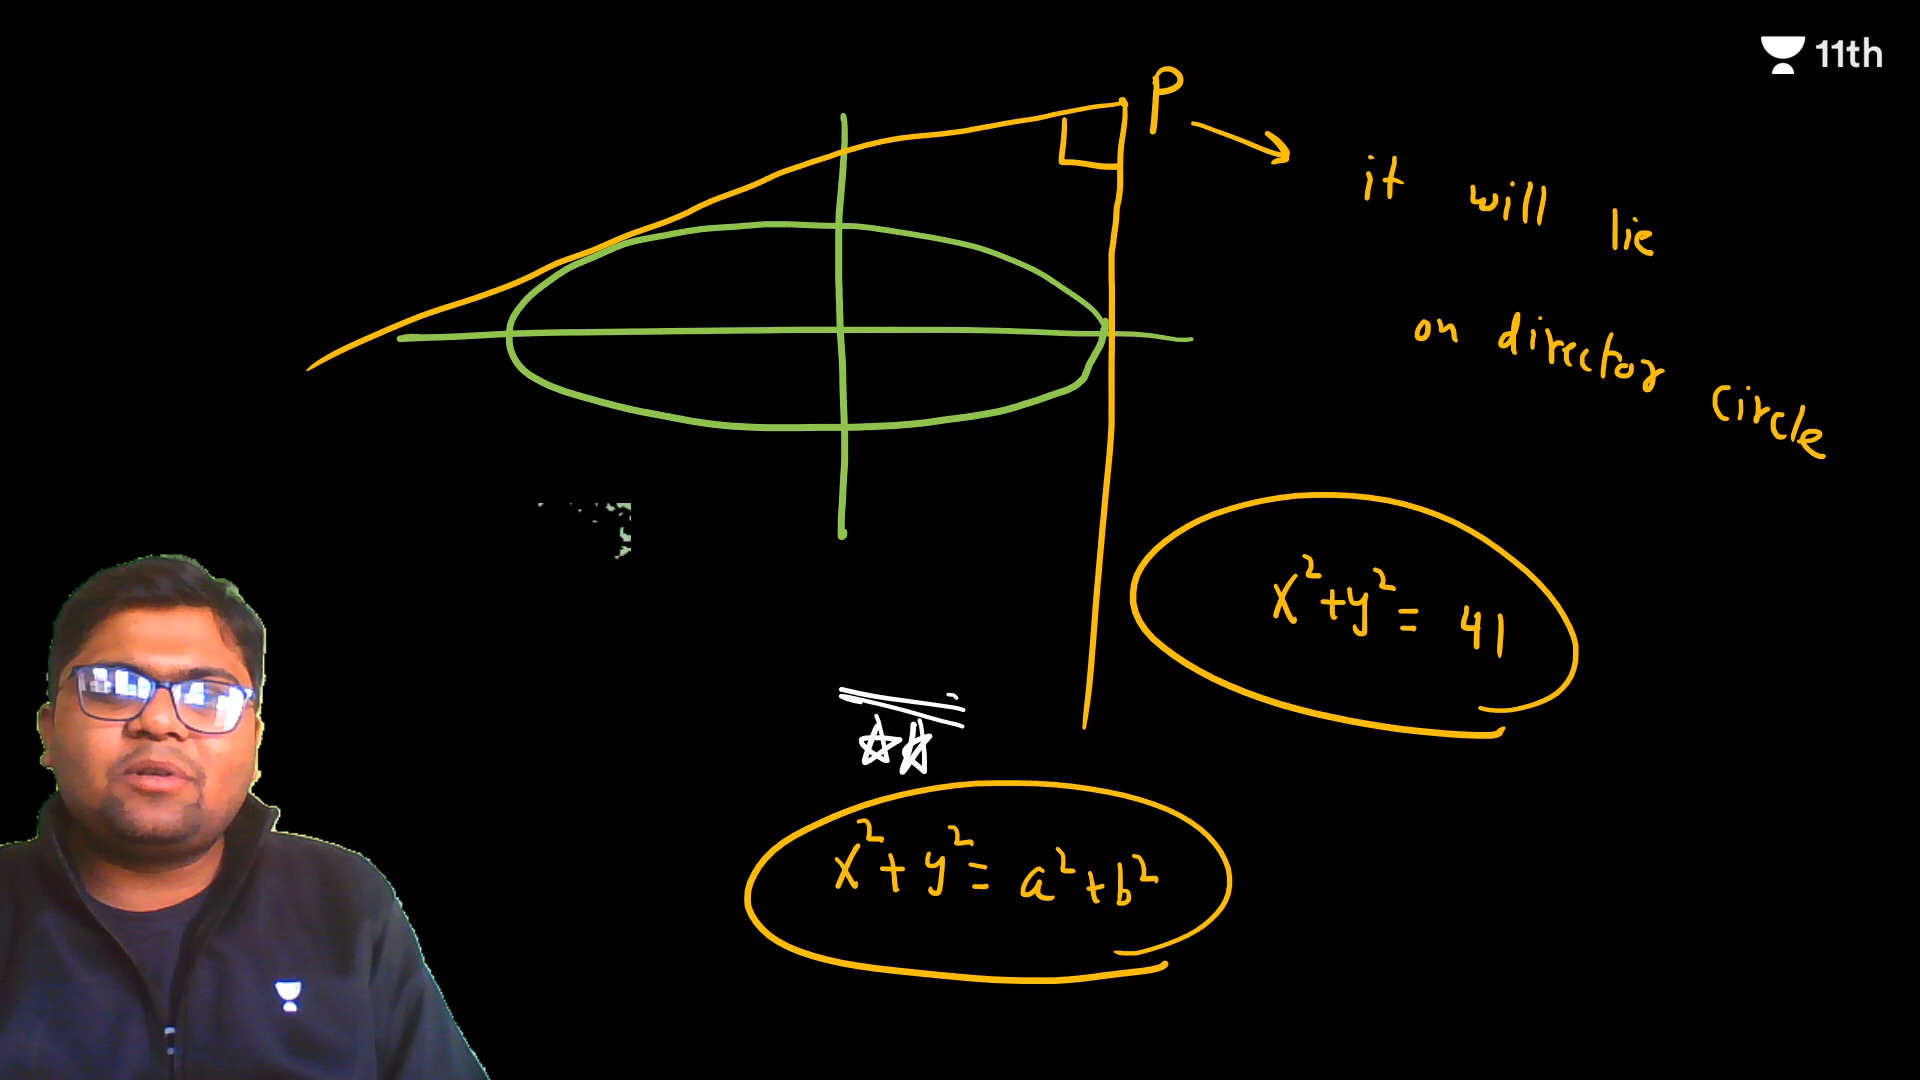 11th
P
it will lie
on director circle
x²+y²= 41
x²+y²= a²+b²